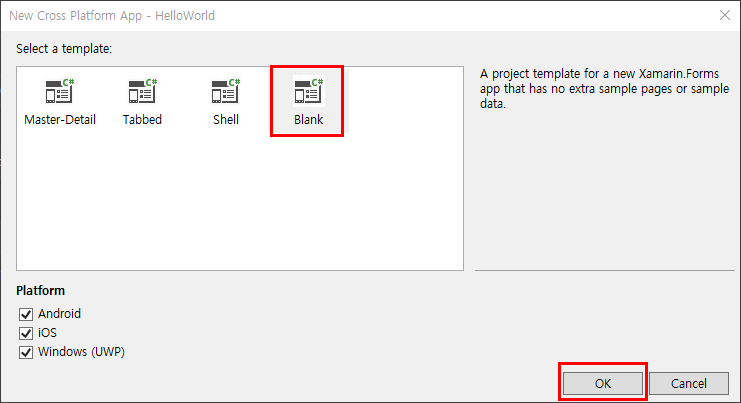 New Cross Platform App - HelloWorld
Select a template:
C# C# C# C#
Master-Detail Tabbed Shell Blank
A project template for a new Xamarin.Forms
app that has no extra sample pages or sample
data.
Platform
Android
iOS
Windows (UWP)
OK Cancel